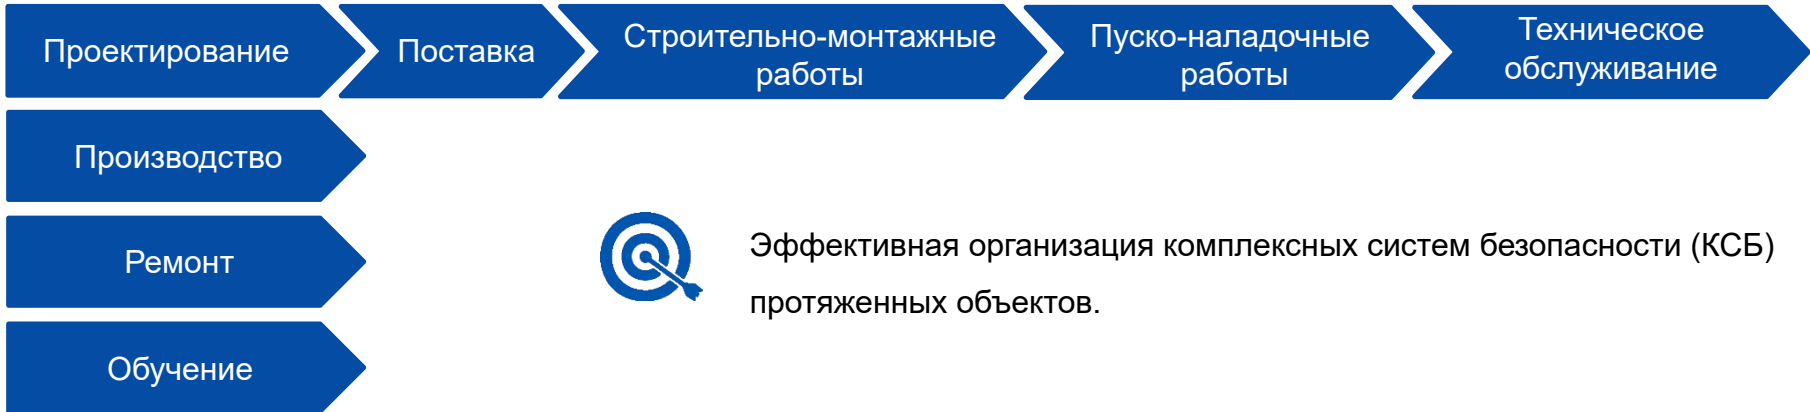 Проектирование
Поставка
Строительно-монтажные
работы
Пуско-наладочные
работы
Техническое
обслуживание
Производство
Ремонт
Обучение
Эффективная организация комплексных систем безопасности (КСБ)
протяженных объектов.